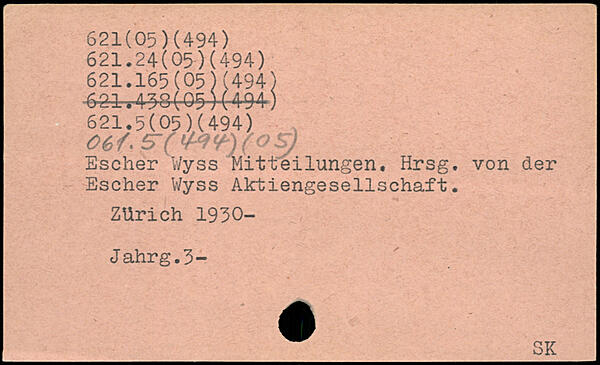 621(05)(494)
621.24(05)(494)
621.165(05)(494)
621.438(05)(494)
621.5(05)(494)
061.5(494)(05)
Escher Wyss Mitteilungen. Hrsg. von der
Escher Wyss Aktiengesellschaft.
Zürich 1930-
Jahrg.3-
SK